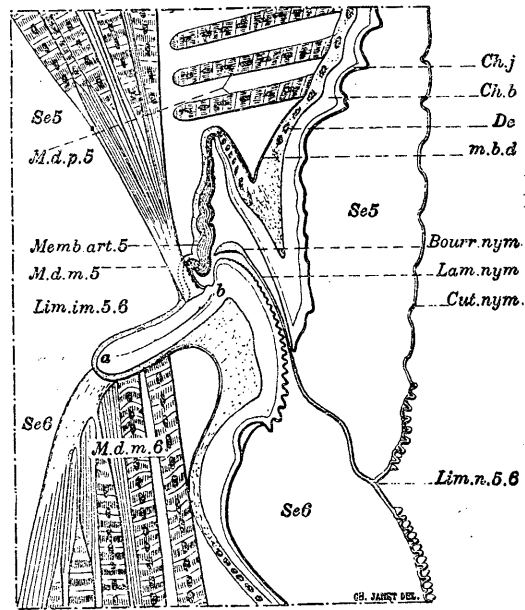 Ch.j
Ch.b
Se5
De
M.d.p.5
m.b.d
Se5
Memb.art.5
Bourr.nym
M.d.m.5
Lam.nym
Lim.im.5.6
b
Cut.nym
a
Se6
M.d.m.6
Lim.n.5.6
Se6
CH. JANET DEL.